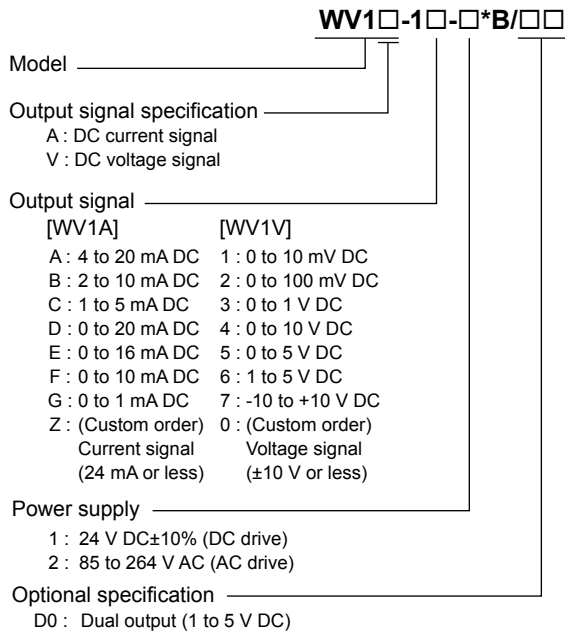 WV1□-1□-□*B/□□
Model
Output signal specification
A : DC current signal
V : DC voltage signal
Output signal
[WV1A] [WV1V]
A : 4 to 20 mA DC 1 : 0 to 10 mV DC
B : 2 to 10 mA DC 2 : 0 to 100 mV DC
C : 1 to 5 mA DC 3 : 0 to 1 V DC
D : 0 to 20 mA DC 4 : 0 to 10 V DC
E : 0 to 16 mA DC 5 : 0 to 5 V DC
F : 0 to 10 mA DC 6 : 1 to 5 V DC
G : 0 to 1 mA DC 7 : -10 to +10 V DC
Z : (Custom order) 0 : (Custom order)
Current signal Voltage signal
(24 mA or less) (±10 V or less)
Power supply
1 : 24 V DC±10% (DC drive)
2 : 85 to 264 V AC (AC drive)
Optional specification
D0 : Dual output (1 to 5 V DC)